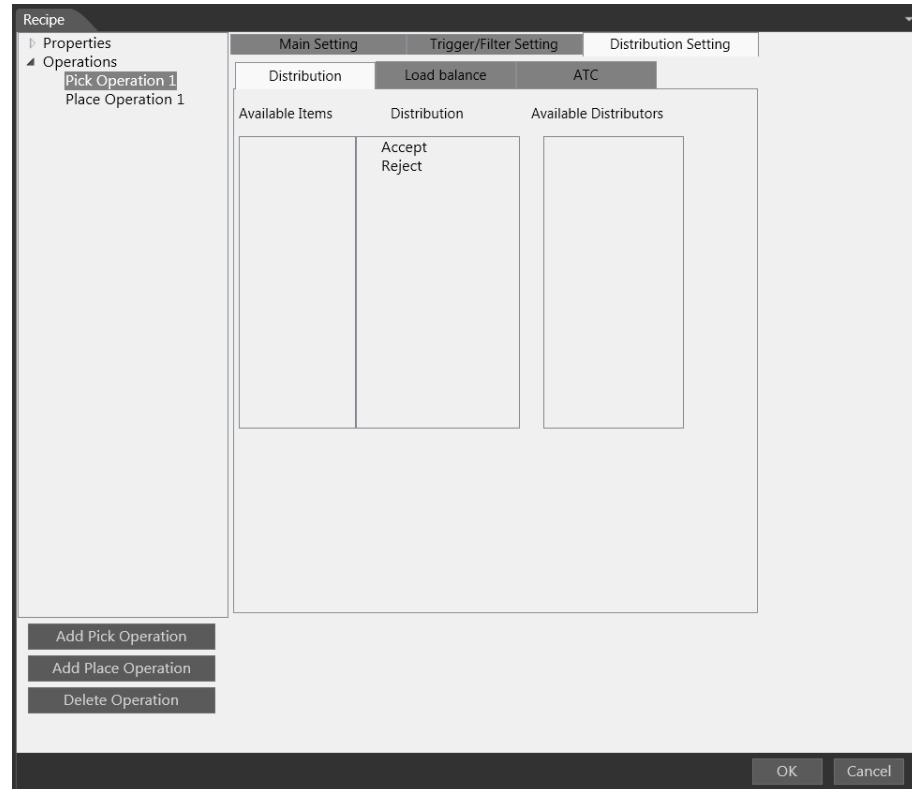 Recipe
Properties
Operations
Pick Operation 1
Place Operation 1
Main Setting
Trigger/Filter Setting
Distribution Setting
Distribution
Load balance
ATC
Available Items
Distribution
Available Distributors
Accept
Reject
Add Pick Operation
Add Place Operation
Delete Operation
OK
Cancel